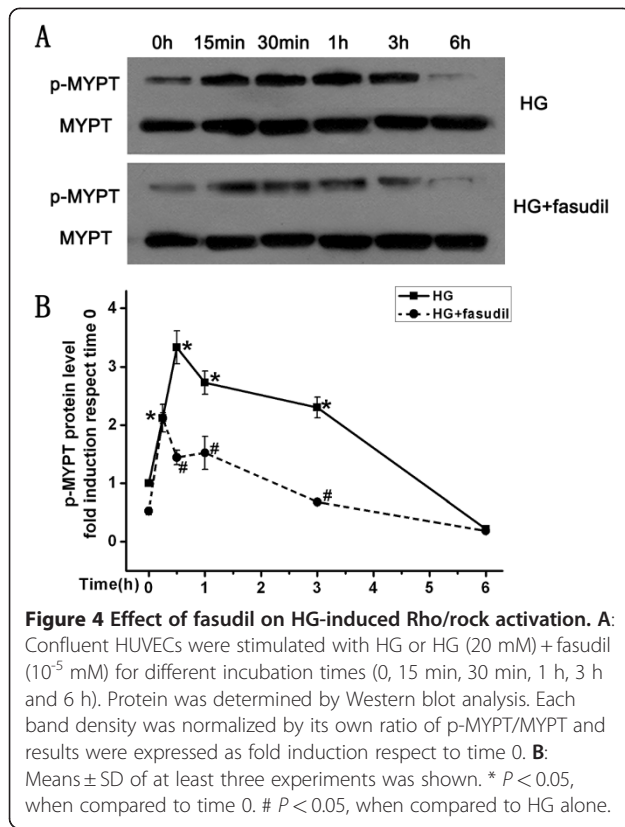 A
0h 15min 30min 1h 3h 6h
p-MYPT
MYPT
HG
p-MYPT
MYPT
HG+fasudil
B
HG
HG+fasudil
p-MYPT protein level
fold induction respect time 0
4
3
2
1
0
* * * *
# # #
Time(h) 0 1 2 3 4 5 6
Figure 4 Effect of fasudil on HG-induced Rho/rock activation. A:
Confluent HUVECs were stimulated with HG or HG (20 mM) + fasudil
(10⁻⁵ mM) for different incubation times (0, 15 min, 30 min, 1 h, 3 h
and 6 h). Protein was determined by Western blot analysis. Each
band density was normalized by its own ratio of p-MYPT/MYPT and
results were expressed as fold induction respect to time 0. B:
Means ± SD of at least three experiments was shown. * P < 0.05,
when compared to time 0. # P < 0.05, when compared to HG alone.